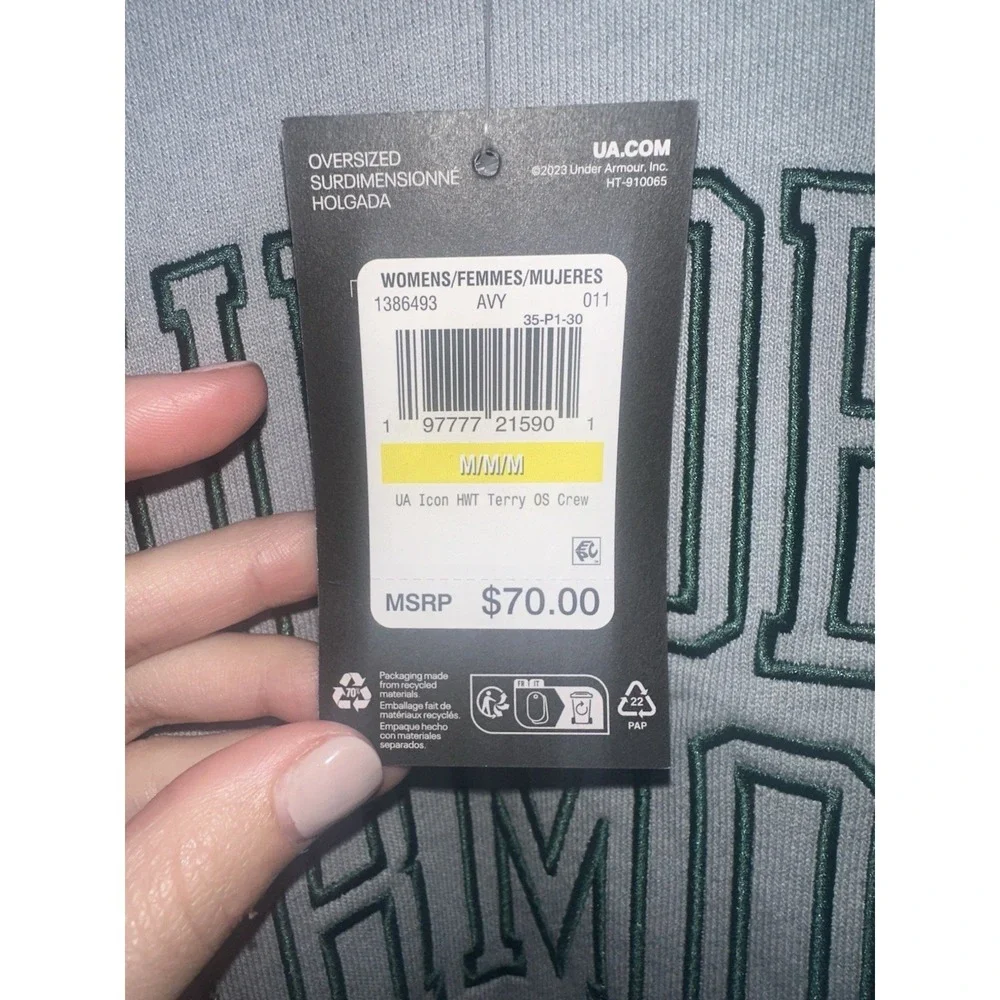 OVERSIZED
SURDIMENSIONNÉ
HOLGADA
UA.COM
©2023 Under Armour, Inc.
HT-910065
WOMENS/FEMMES/MUJERES
1386493 AVY 011
35-P1-30
1 97777 21590 1
M/M/M
UA Icon HWT Terry OS Crew
MSRP $70.00
70%
Packaging made
from recycled
materials.
Emballage fait de
matériaux recyclés.
Empaque hecho
con materiales
separados.
FR IT
22
PAP